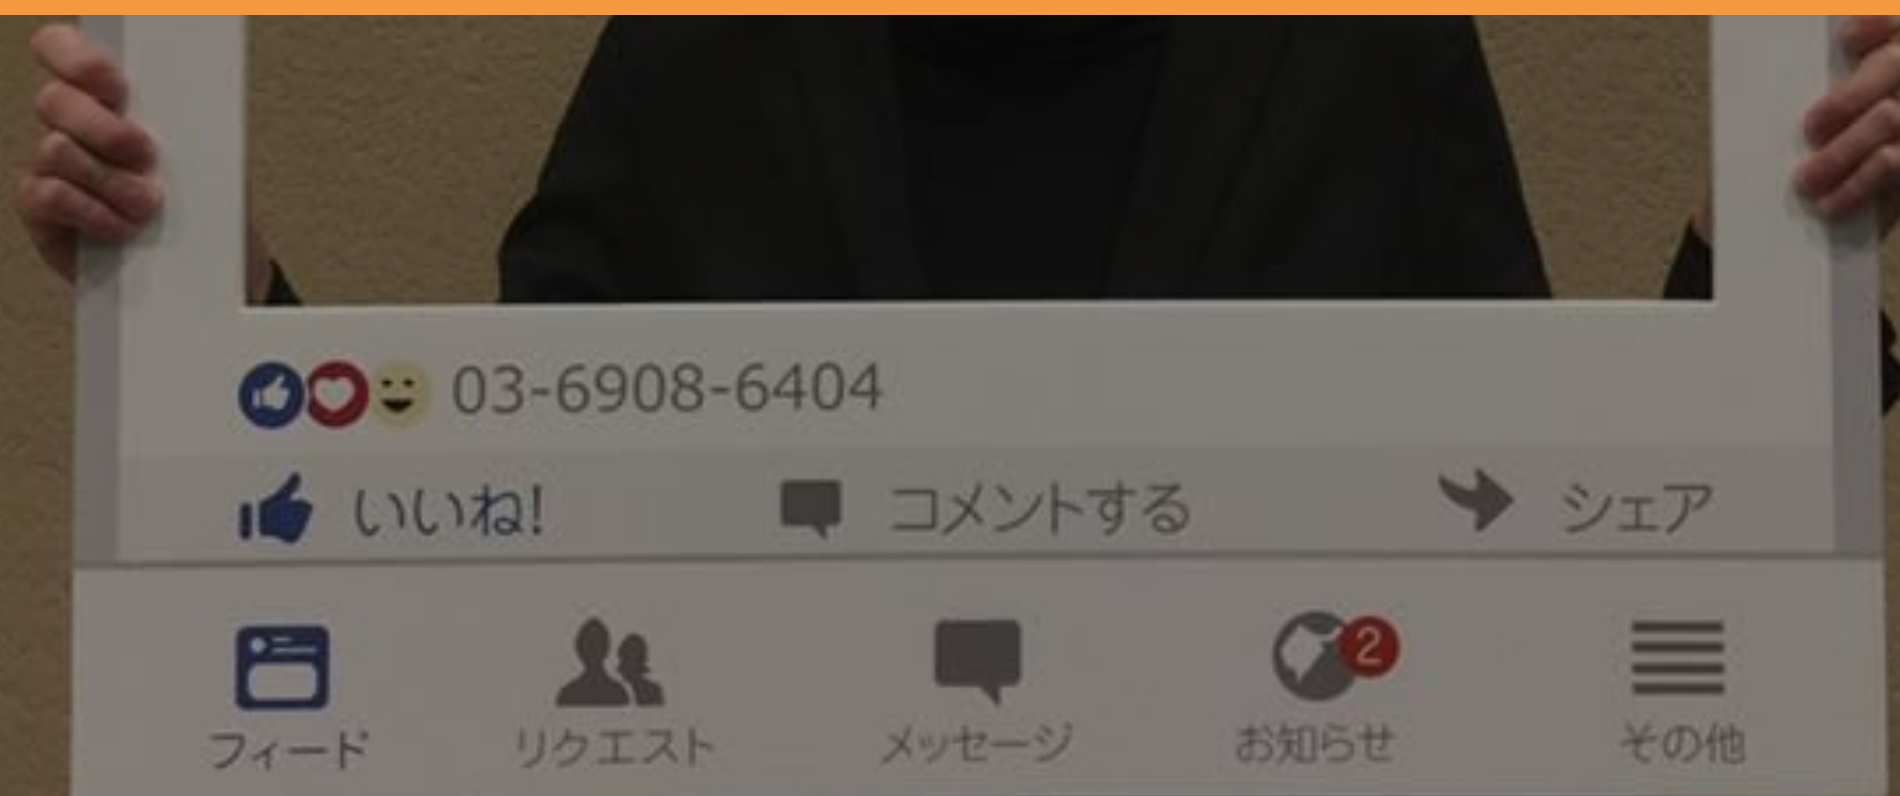 03-6908-6404
いいね! コメントする シェア
2
フィード リクエスト メッセージ お知らせ その他